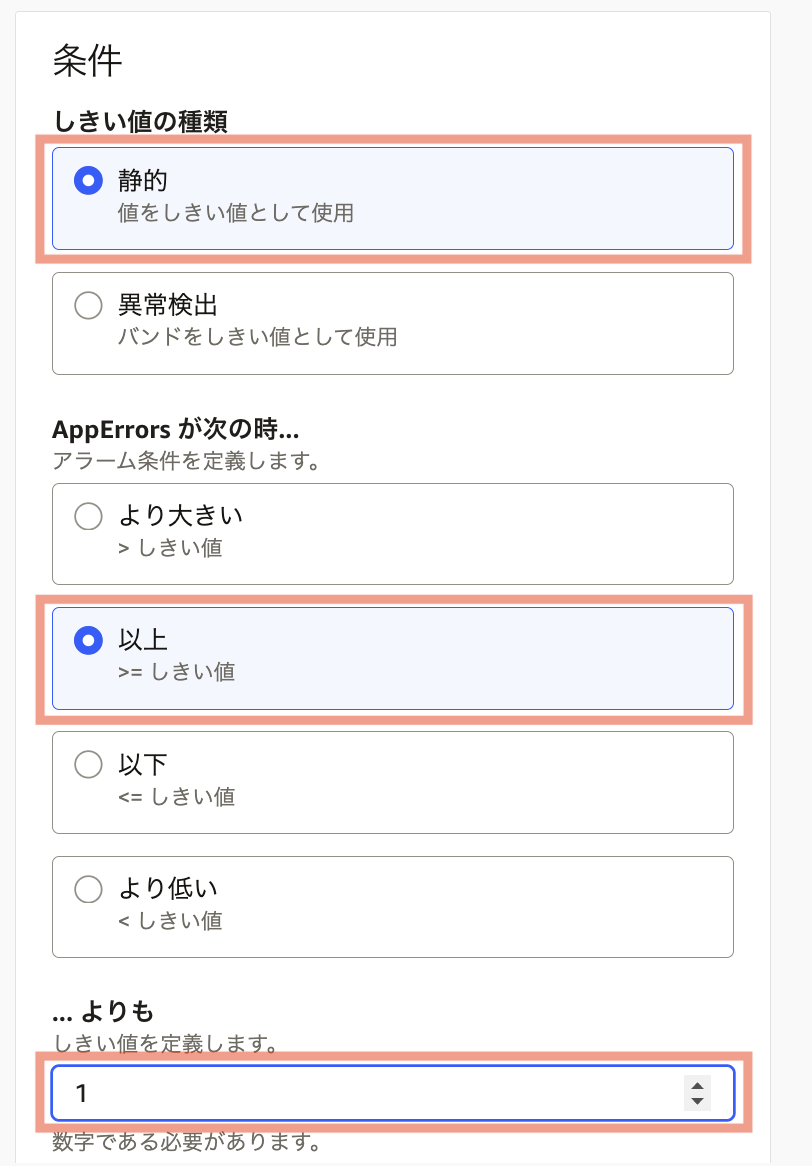 条件
しきい値の種類
静的
値をしきい値として使用
異常検出
バンドをしきい値として使用
AppErrors が次の時...
アラーム条件を定義します。
より大きい
> しきい値
以上
>= しきい値
以下
<= しきい値
より低い
< しきい値
... よりも
しきい値を定義します。
1
数字である必要があります。